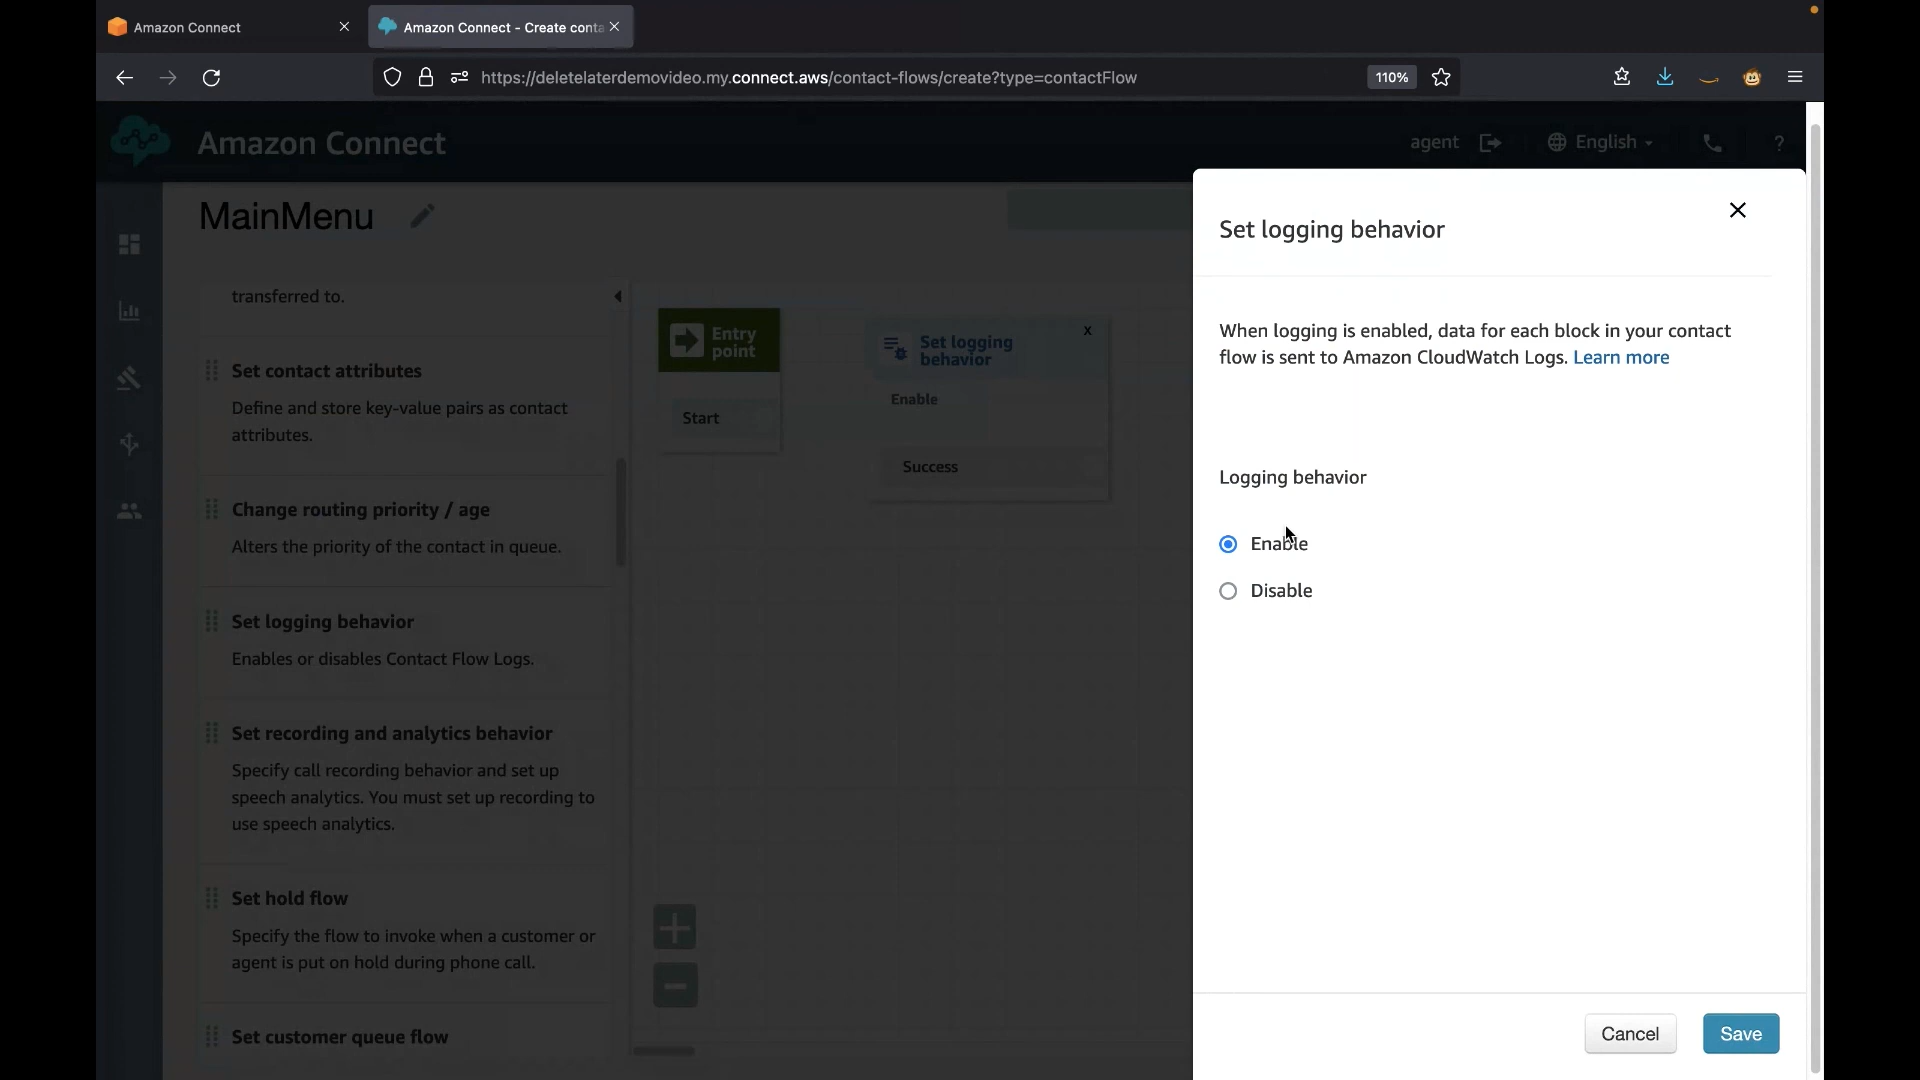 Amazon Connect
Amazon Connect - Create conta
https://deletelaterdemovideo.my.connect.aws/contact-flows/create?type=contactFlow
110%
Amazon Connect
agent
English
?
MainMenu
transferred to.
Set contact attributes
Define and store key-value pairs as contact
attributes.
Change routing priority / age
Alters the priority of the contact in queue.
Set logging behavior
Enables or disables Contact Flow Logs.
Set recording and analytics behavior
Specify call recording behavior and set up
speech analytics. You must set up recording to
use speech analytics.
Set hold flow
Specify the flow to invoke when a customer or
agent is put on hold during phone call.
Set customer queue flow
Entry
point
Start
Set logging
behavior
x
Enable
Success
Set logging behavior
When logging is enabled, data for each block in your contact
flow is sent to Amazon CloudWatch Logs. Learn more
Logging behavior
Enable
Disable
Cancel
Save